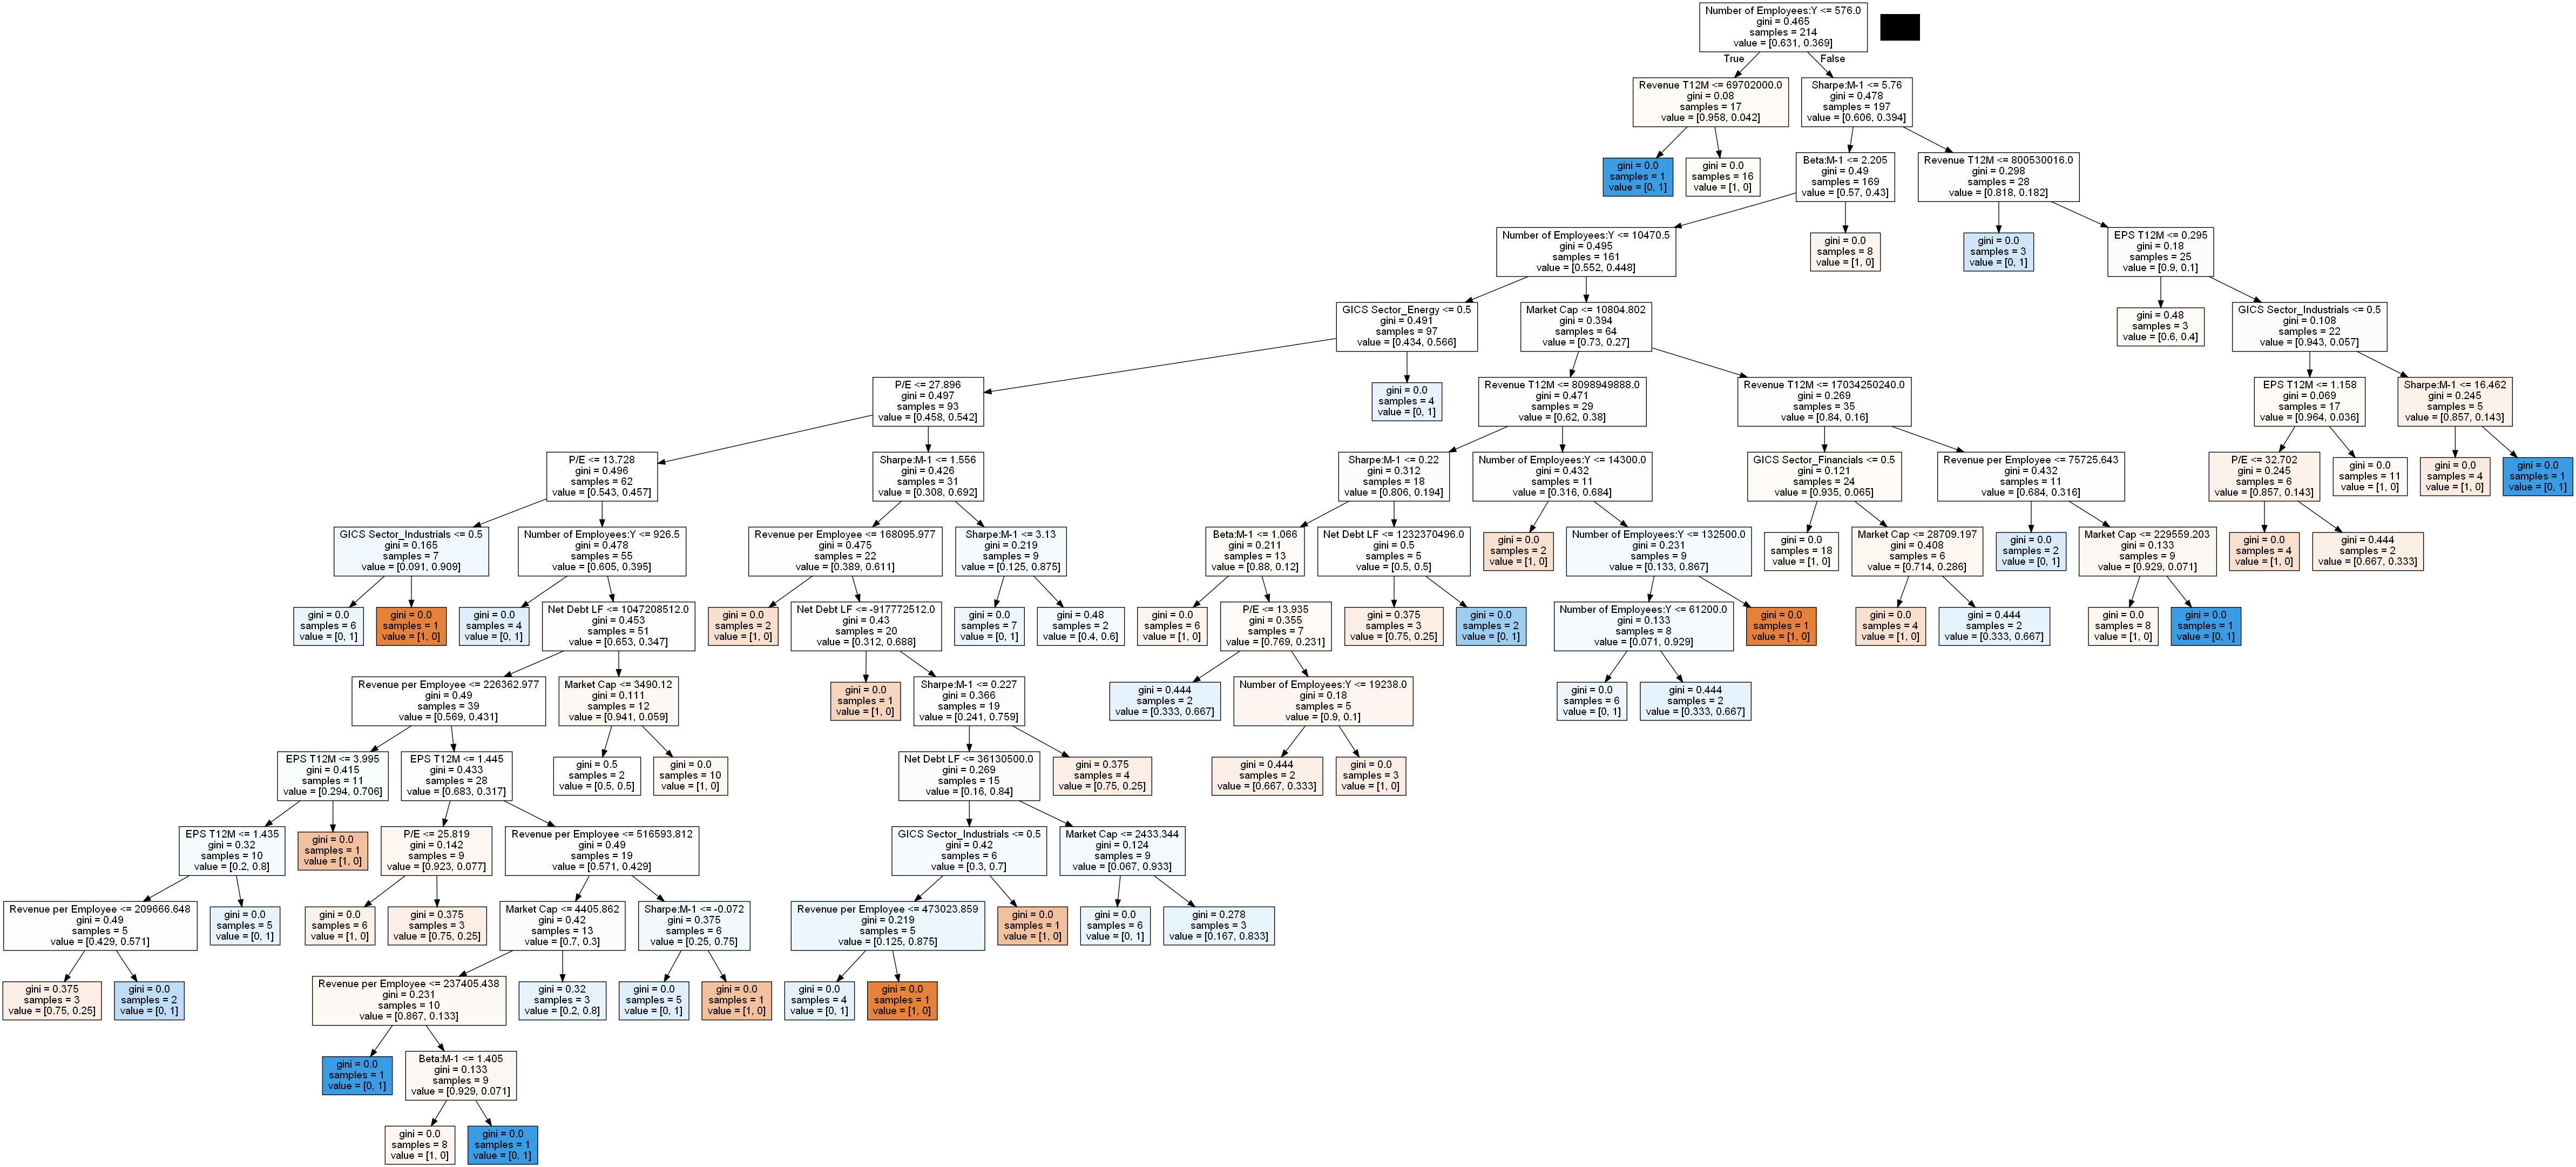 Number of Employees:Y <= 576.0
gini = 0.465
samples = 214
value = [0.631, 0.369]
True
False
Revenue T12M <= 69702000.0
gini = 0.08
samples = 17
value = [0.958, 0.042]
Sharpe:M-1 <= 5.76
gini = 0.478
samples = 197
value = [0.606, 0.394]
gini = 0.0
samples = 1
value = [0, 1]
gini = 0.0
samples = 16
value = [1, 0]
Beta:M-1 <= 2.205
gini = 0.49
samples = 169
value = [0.57, 0.43]
Revenue T12M <= 800530016.0
gini = 0.298
samples = 28
value = [0.818, 0.182]
Number of Employees:Y <= 10470.5
gini = 0.495
samples = 161
value = [0.552, 0.448]
gini = 0.0
samples = 8
value = [1, 0]
gini = 0.0
samples = 3
value = [0, 1]
EPS T12M <= 0.295
gini = 0.18
samples = 25
value = [0.9, 0.1]
GICS Sector_Energy <= 0.5
gini = 0.491
samples = 97
value = [0.434, 0.566]
Market Cap <= 10804.802
gini = 0.394
samples = 64
value = [0.73, 0.27]
gini = 0.48
samples = 3
value = [0.6, 0.4]
GICS Sector_Industrials <= 0.5
gini = 0.108
samples = 22
value = [0.943, 0.057]
P/E <= 27.896
gini = 0.497
samples = 93
value = [0.458, 0.542]
gini = 0.0
samples = 4
value = [0, 1]
Revenue T12M <= 8098949888.0
gini = 0.471
samples = 29
value = [0.62, 0.38]
Revenue T12M <= 17034250240.0
gini = 0.269
samples = 35
value = [0.84, 0.16]
EPS T12M <= 1.158
gini = 0.069
samples = 17
value = [0.964, 0.036]
Sharpe:M-1 <= 16.462
gini = 0.245
samples = 5
value = [0.857, 0.143]
P/E <= 13.728
gini = 0.496
samples = 62
value = [0.543, 0.457]
Sharpe:M-1 <= 1.556
gini = 0.426
samples = 31
value = [0.308, 0.692]
Sharpe:M-1 <= 0.22
gini = 0.312
samples = 18
value = [0.806, 0.194]
Number of Employees:Y <= 14300.0
gini = 0.432
samples = 11
value = [0.316, 0.684]
GICS Sector_Financials <= 0.5
gini = 0.121
samples = 24
value = [0.935, 0.065]
Revenue per Employee <= 75725.643
gini = 0.432
samples = 11
value = [0.684, 0.316]
P/E <= 32.702
gini = 0.245
samples = 6
value = [0.857, 0.143]
gini = 0.0
samples = 11
value = [1, 0]
gini = 0.0
samples = 4
value = [1, 0]
gini = 0.0
samples = 1
value = [0, 1]
GICS Sector_Industrials <= 0.5
gini = 0.165
samples = 7
value = [0.091, 0.909]
Number of Employees:Y <= 926.5
gini = 0.478
samples = 55
value = [0.605, 0.395]
Revenue per Employee <= 168095.977
gini = 0.475
samples = 22
value = [0.389, 0.611]
Sharpe:M-1 <= 3.13
gini = 0.219
samples = 9
value = [0.125, 0.875]
Beta:M-1 <= 1.066
gini = 0.211
samples = 13
value = [0.88, 0.12]
Net Debt LF <= 1232370496.0
gini = 0.5
samples = 5
value = [0.5, 0.5]
gini = 0.0
samples = 2
value = [1, 0]
Number of Employees:Y <= 132500.0
gini = 0.231
samples = 9
value = [0.133, 0.867]
gini = 0.0
samples = 18
value = [1, 0]
Market Cap <= 28709.197
gini = 0.408
samples = 6
value = [0.714, 0.286]
gini = 0.0
samples = 2
value = [0, 1]
Market Cap <= 229559.203
gini = 0.133
samples = 9
value = [0.929, 0.071]
gini = 0.0
samples = 4
value = [1, 0]
gini = 0.444
samples = 2
value = [0.667, 0.333]
gini = 0.0
samples = 6
value = [0, 1]
gini = 0.0
samples = 1
value = [1, 0]
gini = 0.0
samples = 4
value = [0, 1]
Net Debt LF <= 1047208512.0
gini = 0.453
samples = 51
value = [0.653, 0.347]
gini = 0.0
samples = 2
value = [1, 0]
Net Debt LF <= -917772512.0
gini = 0.43
samples = 20
value = [0.312, 0.688]
gini = 0.0
samples = 7
value = [0, 1]
gini = 0.48
samples = 2
value = [0.4, 0.6]
gini = 0.0
samples = 6
value = [1, 0]
P/E <= 13.935
gini = 0.355
samples = 7
value = [0.769, 0.231]
gini = 0.375
samples = 3
value = [0.75, 0.25]
gini = 0.0
samples = 2
value = [0, 1]
Number of Employees:Y <= 61200.0
gini = 0.133
samples = 8
value = [0.071, 0.929]
gini = 0.0
samples = 1
value = [1, 0]
gini = 0.0
samples = 4
value = [1, 0]
gini = 0.444
samples = 2
value = [0.333, 0.667]
gini = 0.0
samples = 8
value = [1, 0]
gini = 0.0
samples = 1
value = [0, 1]
Revenue per Employee <= 226362.977
gini = 0.49
samples = 39
value = [0.569, 0.431]
Market Cap <= 3490.12
gini = 0.111
samples = 12
value = [0.941, 0.059]
gini = 0.0
samples = 1
value = [1, 0]
Sharpe:M-1 <= 0.227
gini = 0.366
samples = 19
value = [0.241, 0.759]
gini = 0.444
samples = 2
value = [0.333, 0.667]
Number of Employees:Y <= 19238.0
gini = 0.18
samples = 5
value = [0.9, 0.1]
gini = 0.0
samples = 6
value = [0, 1]
gini = 0.444
samples = 2
value = [0.333, 0.667]
EPS T12M <= 3.995
gini = 0.415
samples = 11
value = [0.294, 0.706]
EPS T12M <= 1.445
gini = 0.433
samples = 28
value = [0.683, 0.317]
gini = 0.5
samples = 2
value = [0.5, 0.5]
gini = 0.0
samples = 10
value = [1, 0]
Net Debt LF <= 36130500.0
gini = 0.269
samples = 15
value = [0.16, 0.84]
gini = 0.375
samples = 4
value = [0.75, 0.25]
gini = 0.444
samples = 2
value = [0.667, 0.333]
gini = 0.0
samples = 3
value = [1, 0]
EPS T12M <= 1.435
gini = 0.32
samples = 10
value = [0.2, 0.8]
gini = 0.0
samples = 1
value = [1, 0]
P/E <= 25.819
gini = 0.142
samples = 9
value = [0.923, 0.077]
Revenue per Employee <= 516593.812
gini = 0.49
samples = 19
value = [0.571, 0.429]
GICS Sector_Industrials <= 0.5
gini = 0.42
samples = 6
value = [0.3, 0.7]
Market Cap <= 2433.344
gini = 0.124
samples = 9
value = [0.067, 0.933]
Revenue per Employee <= 209666.648
gini = 0.49
samples = 5
value = [0.429, 0.571]
gini = 0.0
samples = 5
value = [0, 1]
gini = 0.0
samples = 6
value = [1, 0]
gini = 0.375
samples = 3
value = [0.75, 0.25]
Market Cap <= 4405.862
gini = 0.42
samples = 13
value = [0.7, 0.3]
Sharpe:M-1 <= -0.072
gini = 0.375
samples = 6
value = [0.25, 0.75]
Revenue per Employee <= 473023.859
gini = 0.219
samples = 5
value = [0.125, 0.875]
gini = 0.0
samples = 1
value = [1, 0]
gini = 0.0
samples = 6
value = [0, 1]
gini = 0.278
samples = 3
value = [0.167, 0.833]
gini = 0.375
samples = 3
value = [0.75, 0.25]
gini = 0.0
samples = 2
value = [0, 1]
Revenue per Employee <= 237405.438
gini = 0.231
samples = 10
value = [0.867, 0.133]
gini = 0.32
samples = 3
value = [0.2, 0.8]
gini = 0.0
samples = 5
value = [0, 1]
gini = 0.0
samples = 1
value = [1, 0]
gini = 0.0
samples = 4
value = [0, 1]
gini = 0.0
samples = 1
value = [1, 0]
gini = 0.0
samples = 1
value = [0, 1]
Beta:M-1 <= 1.405
gini = 0.133
samples = 9
value = [0.929, 0.071]
gini = 0.0
samples = 8
value = [1, 0]
gini = 0.0
samples = 1
value = [0, 1]